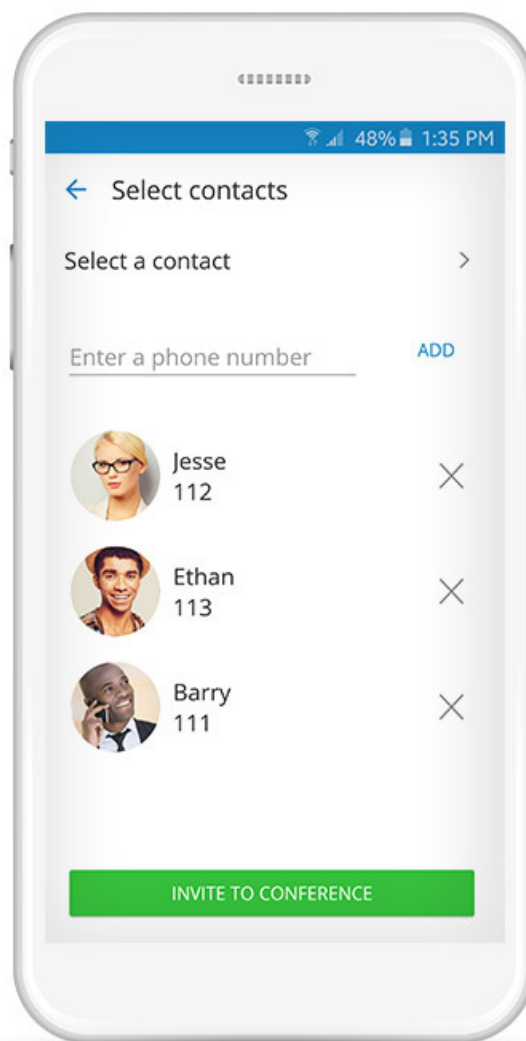 48% 1:35 PM
Select contacts
Select a contact
Enter a phone number
ADD
Jesse
112
Ethan
113
Barry
111
INVITE TO CONFERENCE